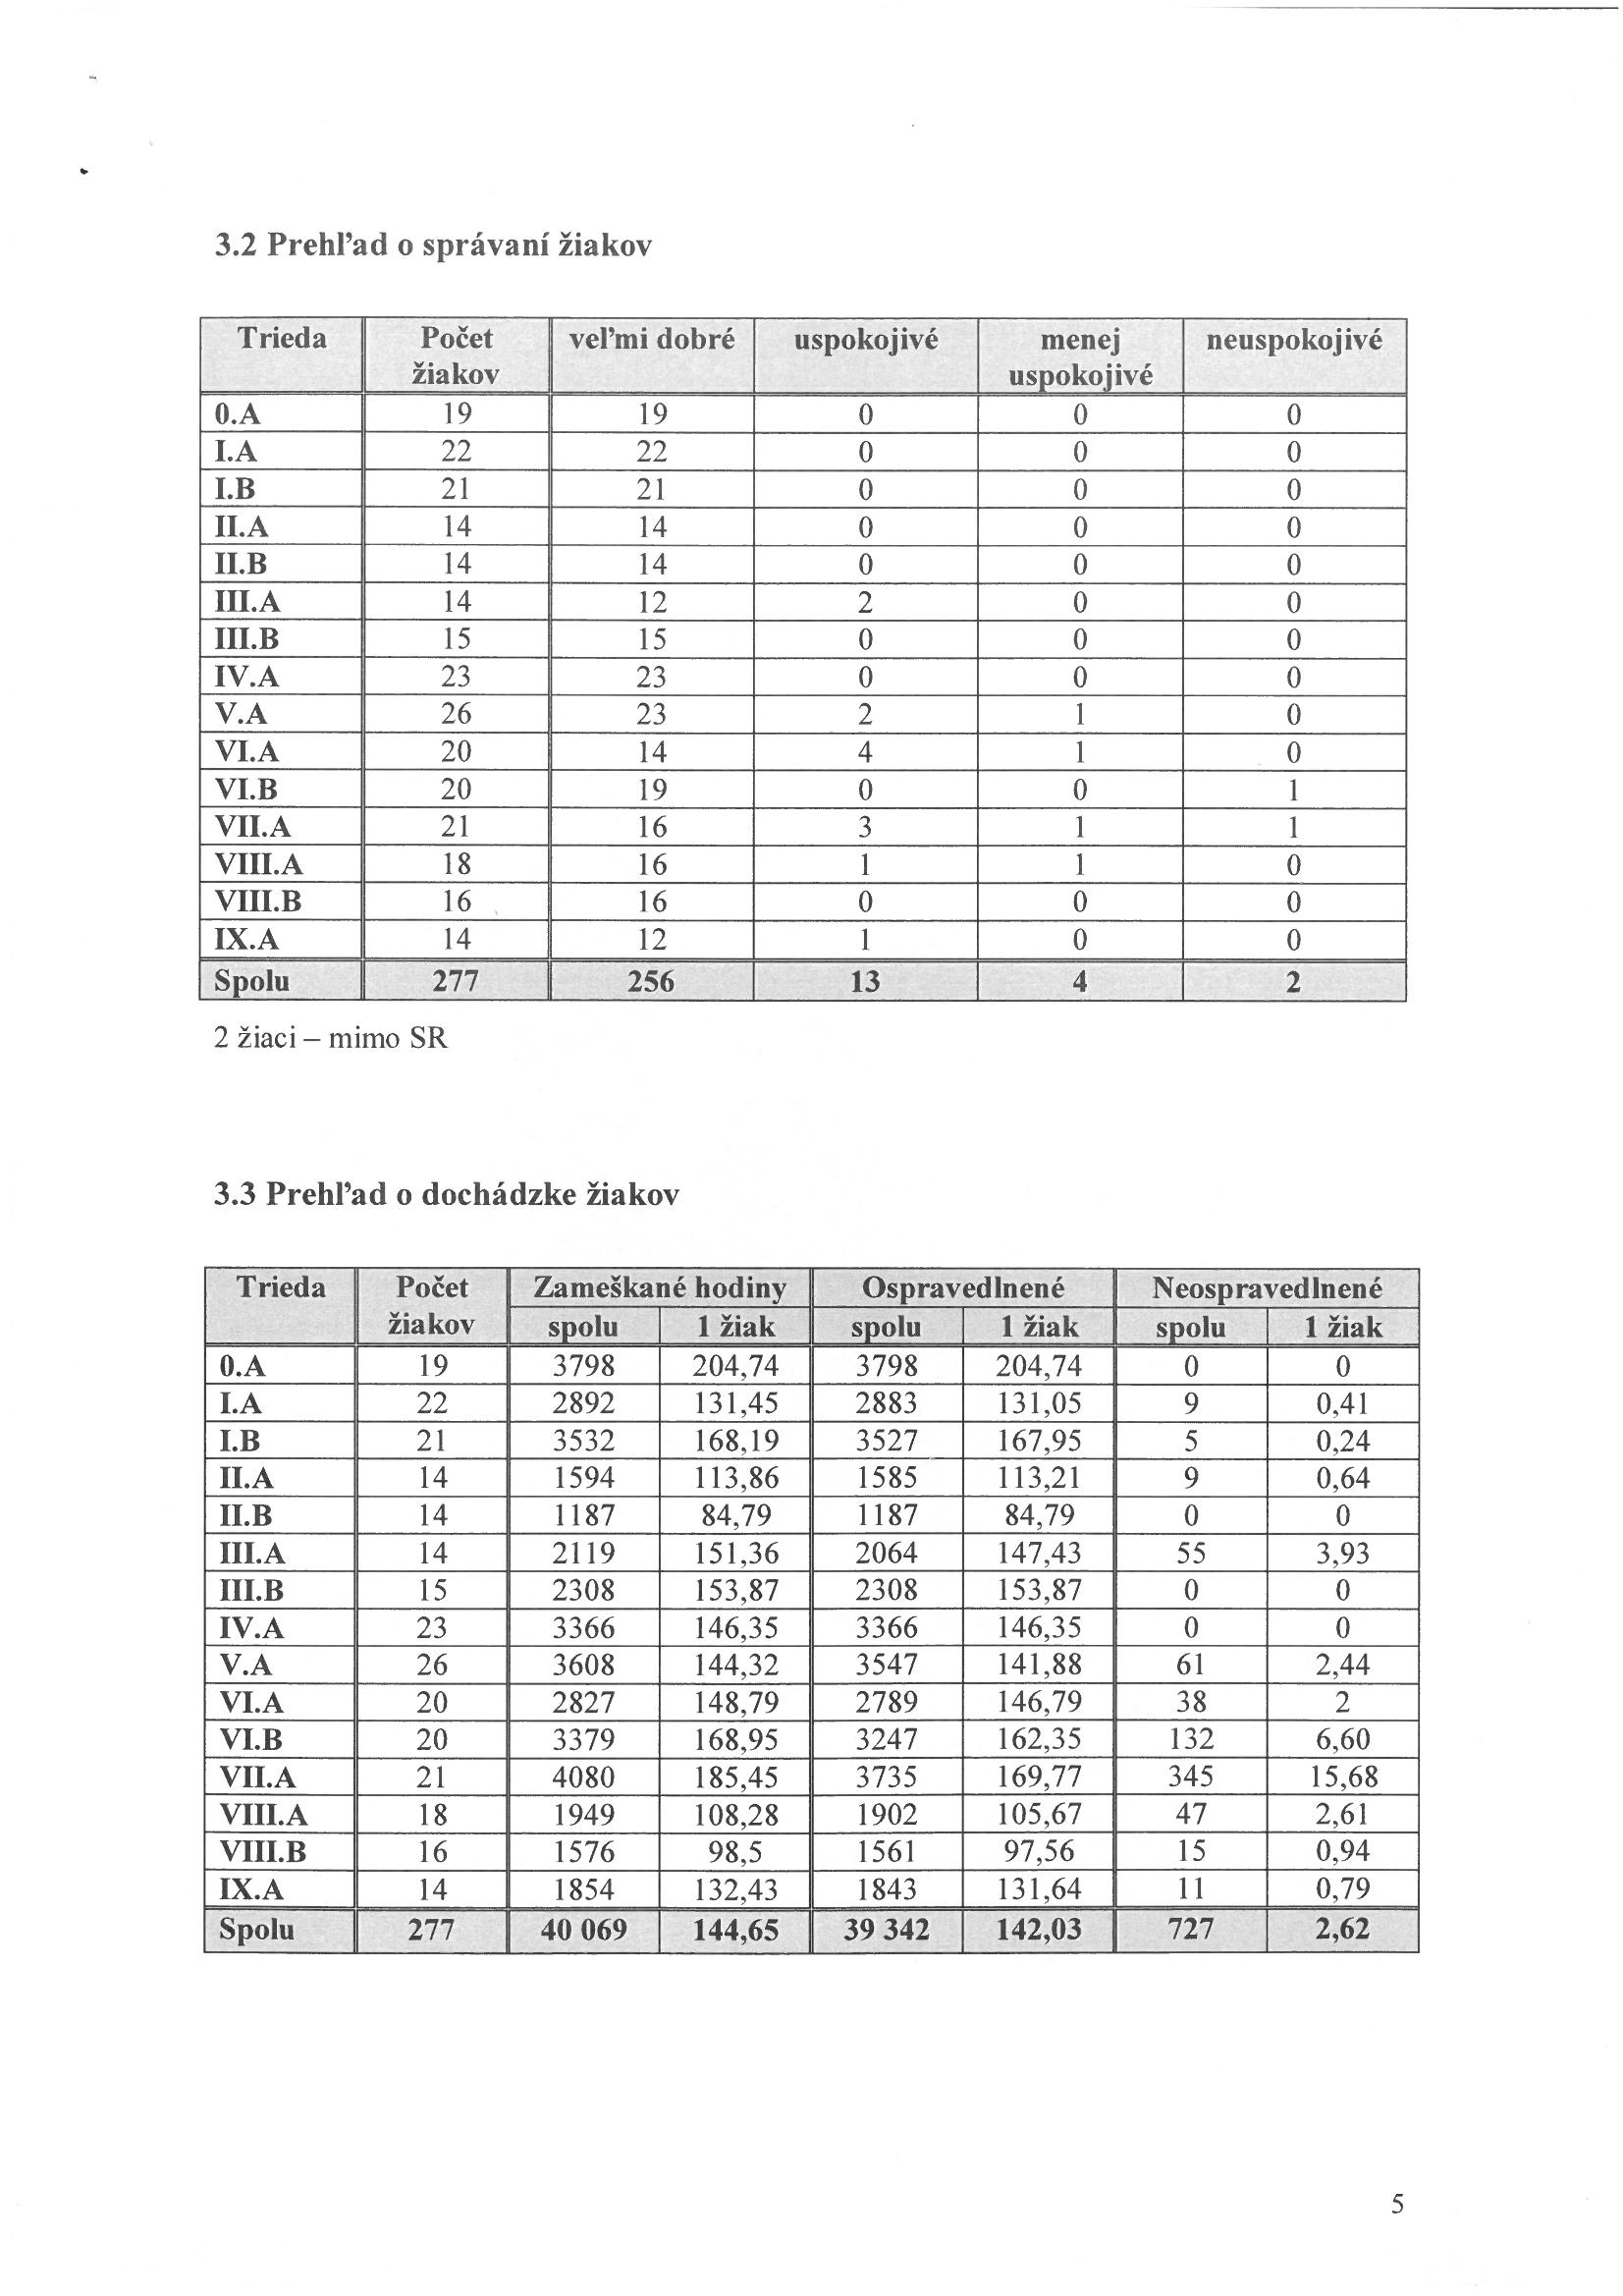 3.2 Prehľad o správaní žiakov
Trieda Počet žiakov veľmi dobré uspokojivé menej uspokojivé neuspokojivé
0.A 19 19 0 0 0
I.A 22 22 0 0 0
I.B 21 21 0 0 0
II.A 14 14 0 0 0
II.B 14 14 0 0 0
III.A 14 12 2 0 0
III.B 15 15 0 0 0
IV.A 23 23 0 0 0
V.A 26 23 2 1 0
VI.A 20 14 4 1 0
VI.B 20 19 0 0 1
VII.A 21 16 3 1 1
VIII.A 18 16 1 1 0
VIII.B 16 16 0 0 0
IX.A 14 12 1 0 0
Spolu 277 256 13 4 2
2 žiaci – mimo SR
3.3 Prehľad o dochádzke žiakov
Trieda Počet žiakov Zameškané hodiny Ospravedlnené Neospravedlnené
spolu 1 žiak spolu 1 žiak spolu 1 žiak
0.A 19 3798 204,74 3798 204,74 0 0
I.A 22 2892 131,45 2883 131,05 9 0,41
I.B 21 3532 168,19 3527 167,95 5 0,24
II.A 14 1594 113,86 1585 113,21 9 0,64
II.B 14 1187 84,79 1187 84,79 0 0
III.A 14 2119 151,36 2064 147,43 55 3,93
III.B 15 2308 153,87 2308 153,87 0 0
IV.A 23 3366 146,35 3366 146,35 0 0
V.A 26 3608 144,32 3547 141,88 61 2,44
VI.A 20 2827 148,79 2789 146,79 38 2
VI.B 20 3379 168,95 3247 162,35 132 6,60
VII.A 21 4080 185,45 3735 169,77 345 15,68
VIII.A 18 1949 108,28 1902 105,67 47 2,61
VIII.B 16 1576 98,5 1561 97,56 15 0,94
IX.A 14 1854 132,43 1843 131,64 11 0,79
Spolu 277 40 069 144,65 39 342 142,03 727 2,62
5